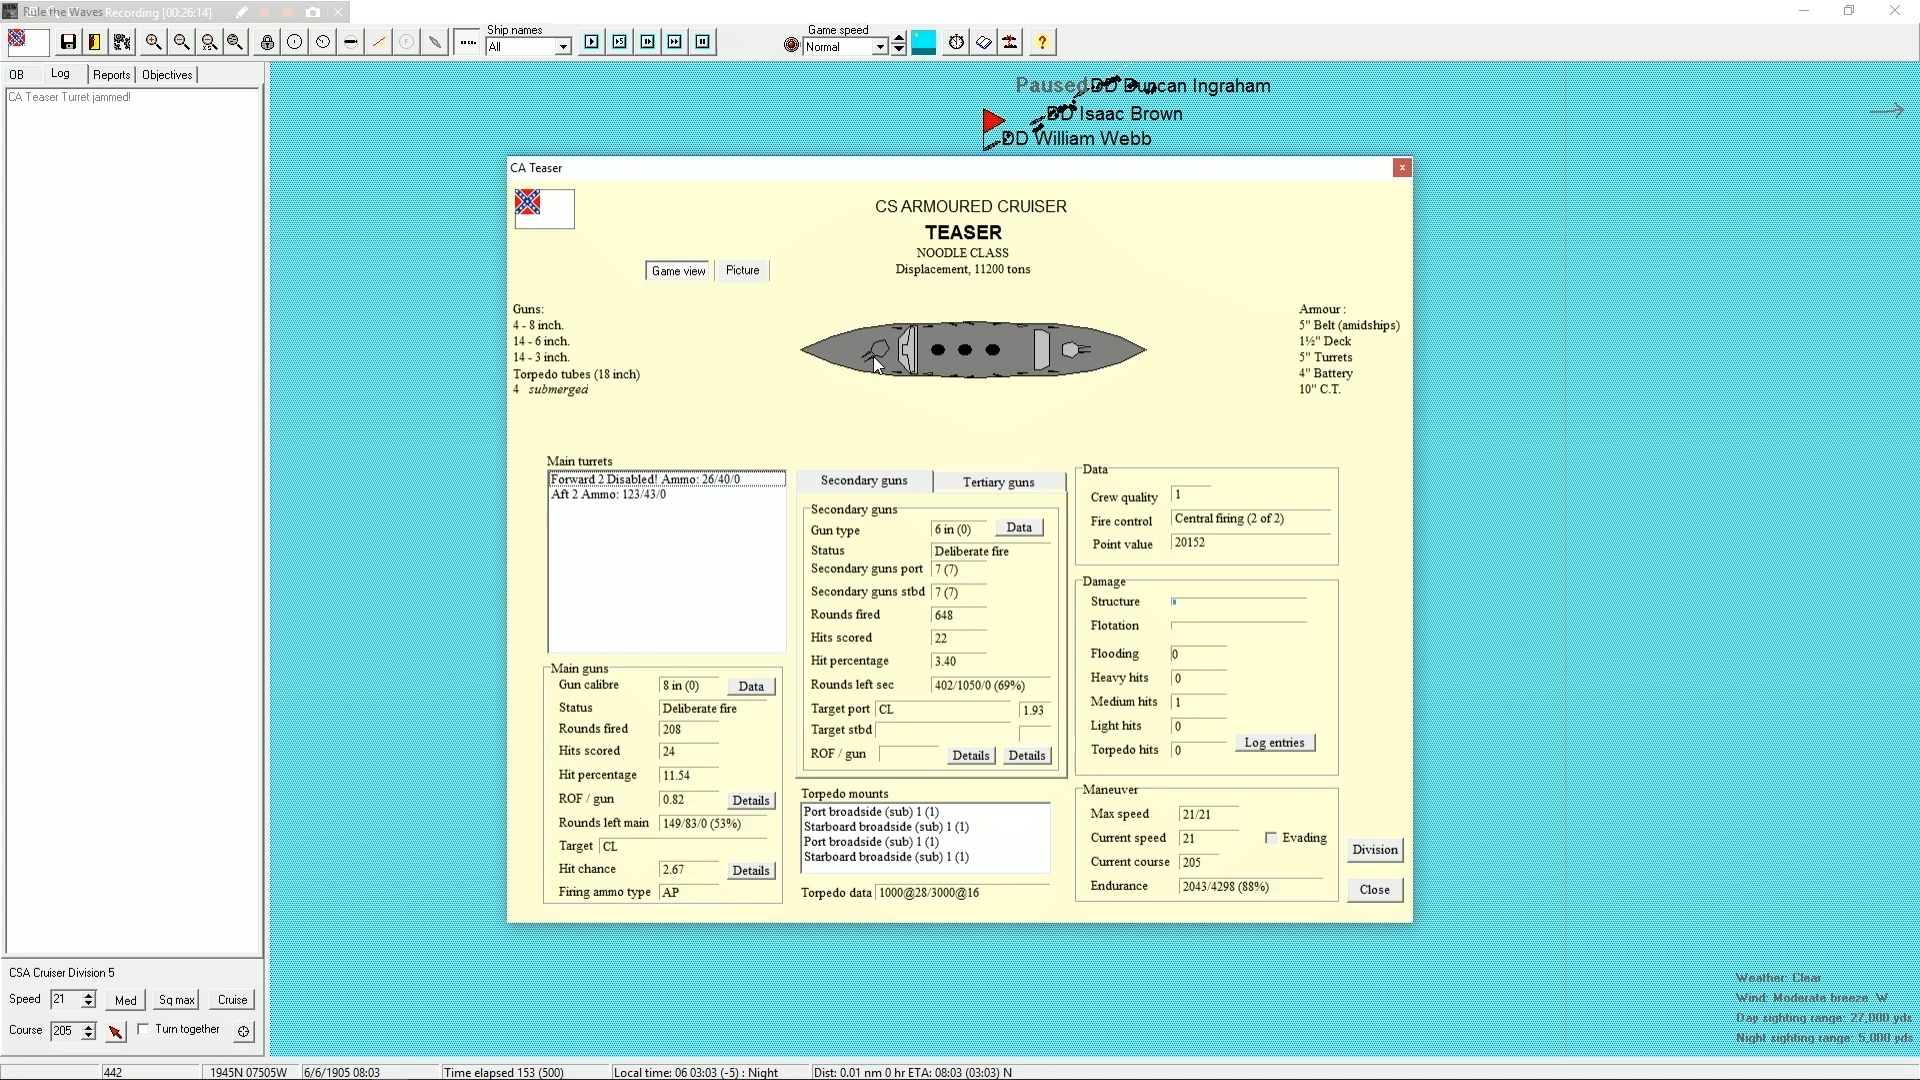 Rule the Waves Recording [00:26:14]
Ship names
All
Game speed
Normal
OB Log Reports Objectives
CA Teaser Turret jammed!
Paused DD Duncan Ingraham
DD Isaac Brown
DD William Webb
CA Teaser
CS ARMOURED CRUISER
TEASER
NOODLE CLASS
Displacement, 11200 tons
Game view Picture
Guns:
4 - 8 inch.
14 - 6 inch.
14 - 3 inch.
Torpedo tubes (18 inch)
4 submerged
Armour :
5" Belt (amidships)
1½" Deck
5" Turrets
4" Battery
10" C.T.
Main turrets
Forward 2 Disabled! Ammo: 26/40/0
Aft 2 Ammo: 123/43/0
Main guns
Gun calibre 8 in (0) Data
Status Deliberate fire
Rounds fired 208
Hits scored 24
Hit percentage 11.54
ROF / gun 0.82 Details
Rounds left main 149/83/0 (53%)
Target CL
Hit chance 2.67 Details
Firing ammo type AP
Secondary guns Tertiary guns
Secondary guns
Gun type 6 in (0) Data
Status Deliberate fire
Secondary guns port 7 (7)
Secondary guns stbd 7 (7)
Rounds fired 648
Hits scored 22
Hit percentage 3.40
Rounds left sec 402/1050/0 (69%)
Target port CL 1.93
Target stbd
ROF / gun Details Details
Torpedo mounts
Port broadside (sub) 1 (1)
Starboard broadside (sub) 1 (1)
Port broadside (sub) 1 (1)
Starboard broadside (sub) 1 (1)
Torpedo data 1000@28/3000@16
Data
Crew quality 1
Fire control Central firing (2 of 2)
Point value 20152
Damage
Structure
Flotation
Flooding 0
Heavy hits 0
Medium hits 1
Light hits 0
Torpedo hits 0 Log entries
Maneuver
Max speed 21/21
Current speed 21 Evading
Current course 205
Endurance 2043/4298 (88%)
Division
Close
CSA Cruiser Division 5
Speed 21 Med Sq max Cruise
Course 205 Turn together
Weather: Clear
Wind: Moderate breeze W
Day sighting range: 27,000 yds
Night sighting range: 5,000 yds
442 1945N 07505W 6/6/1905 08:03 Time elapsed 153 (500) Local time: 06 03:03 (-5) : Night Dist: 0.01 nm 0 hr ETA: 08:03 (03:03) N